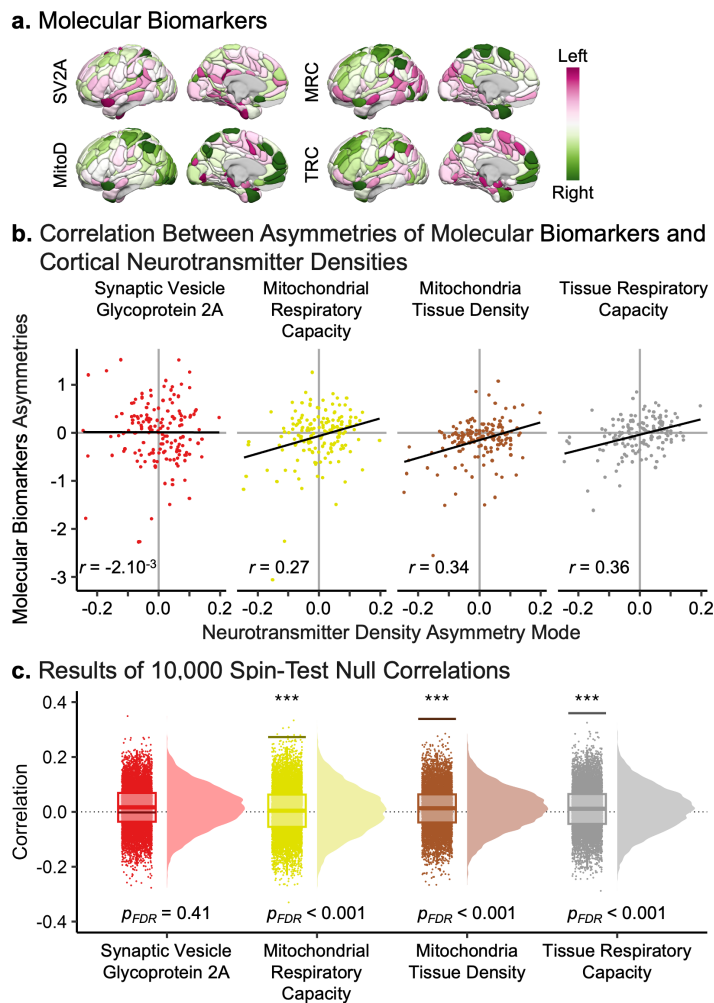 a. Molecular Biomarkers
SV2A
MRC
Left
MitoD
TRC
Right
b. Correlation Between Asymmetries of Molecular Biomarkers and
Cortical Neurotransmitter Densities
Synaptic Vesicle
Glycoprotein 2A
Mitochondrial
Respiratory
Capacity
Mitochondria
Tissue Density
Tissue Respiratory
Capacity
Molecular Biomarkers Asymmetries
1
0
-1
-2
-3
r = -2.10⁻³
r = 0.27
r = 0.34
r = 0.36
-0.2 0.0 0.2 -0.2 0.0 0.2 -0.2 0.0 0.2 -0.2 0.0 0.2
Neurotransmitter Density Asymmetry Mode
c. Results of 10,000 Spin-Test Null Correlations
Correlation
0.4
0.2
0.0
-0.2
-0.4
*** *** ***
pFDR = 0.41
pFDR < 0.001
pFDR < 0.001
pFDR < 0.001
Synaptic Vesicle
Glycoprotein 2A
Mitochondrial
Respiratory
Capacity
Mitochondria
Tissue Density
Tissue Respiratory
Capacity